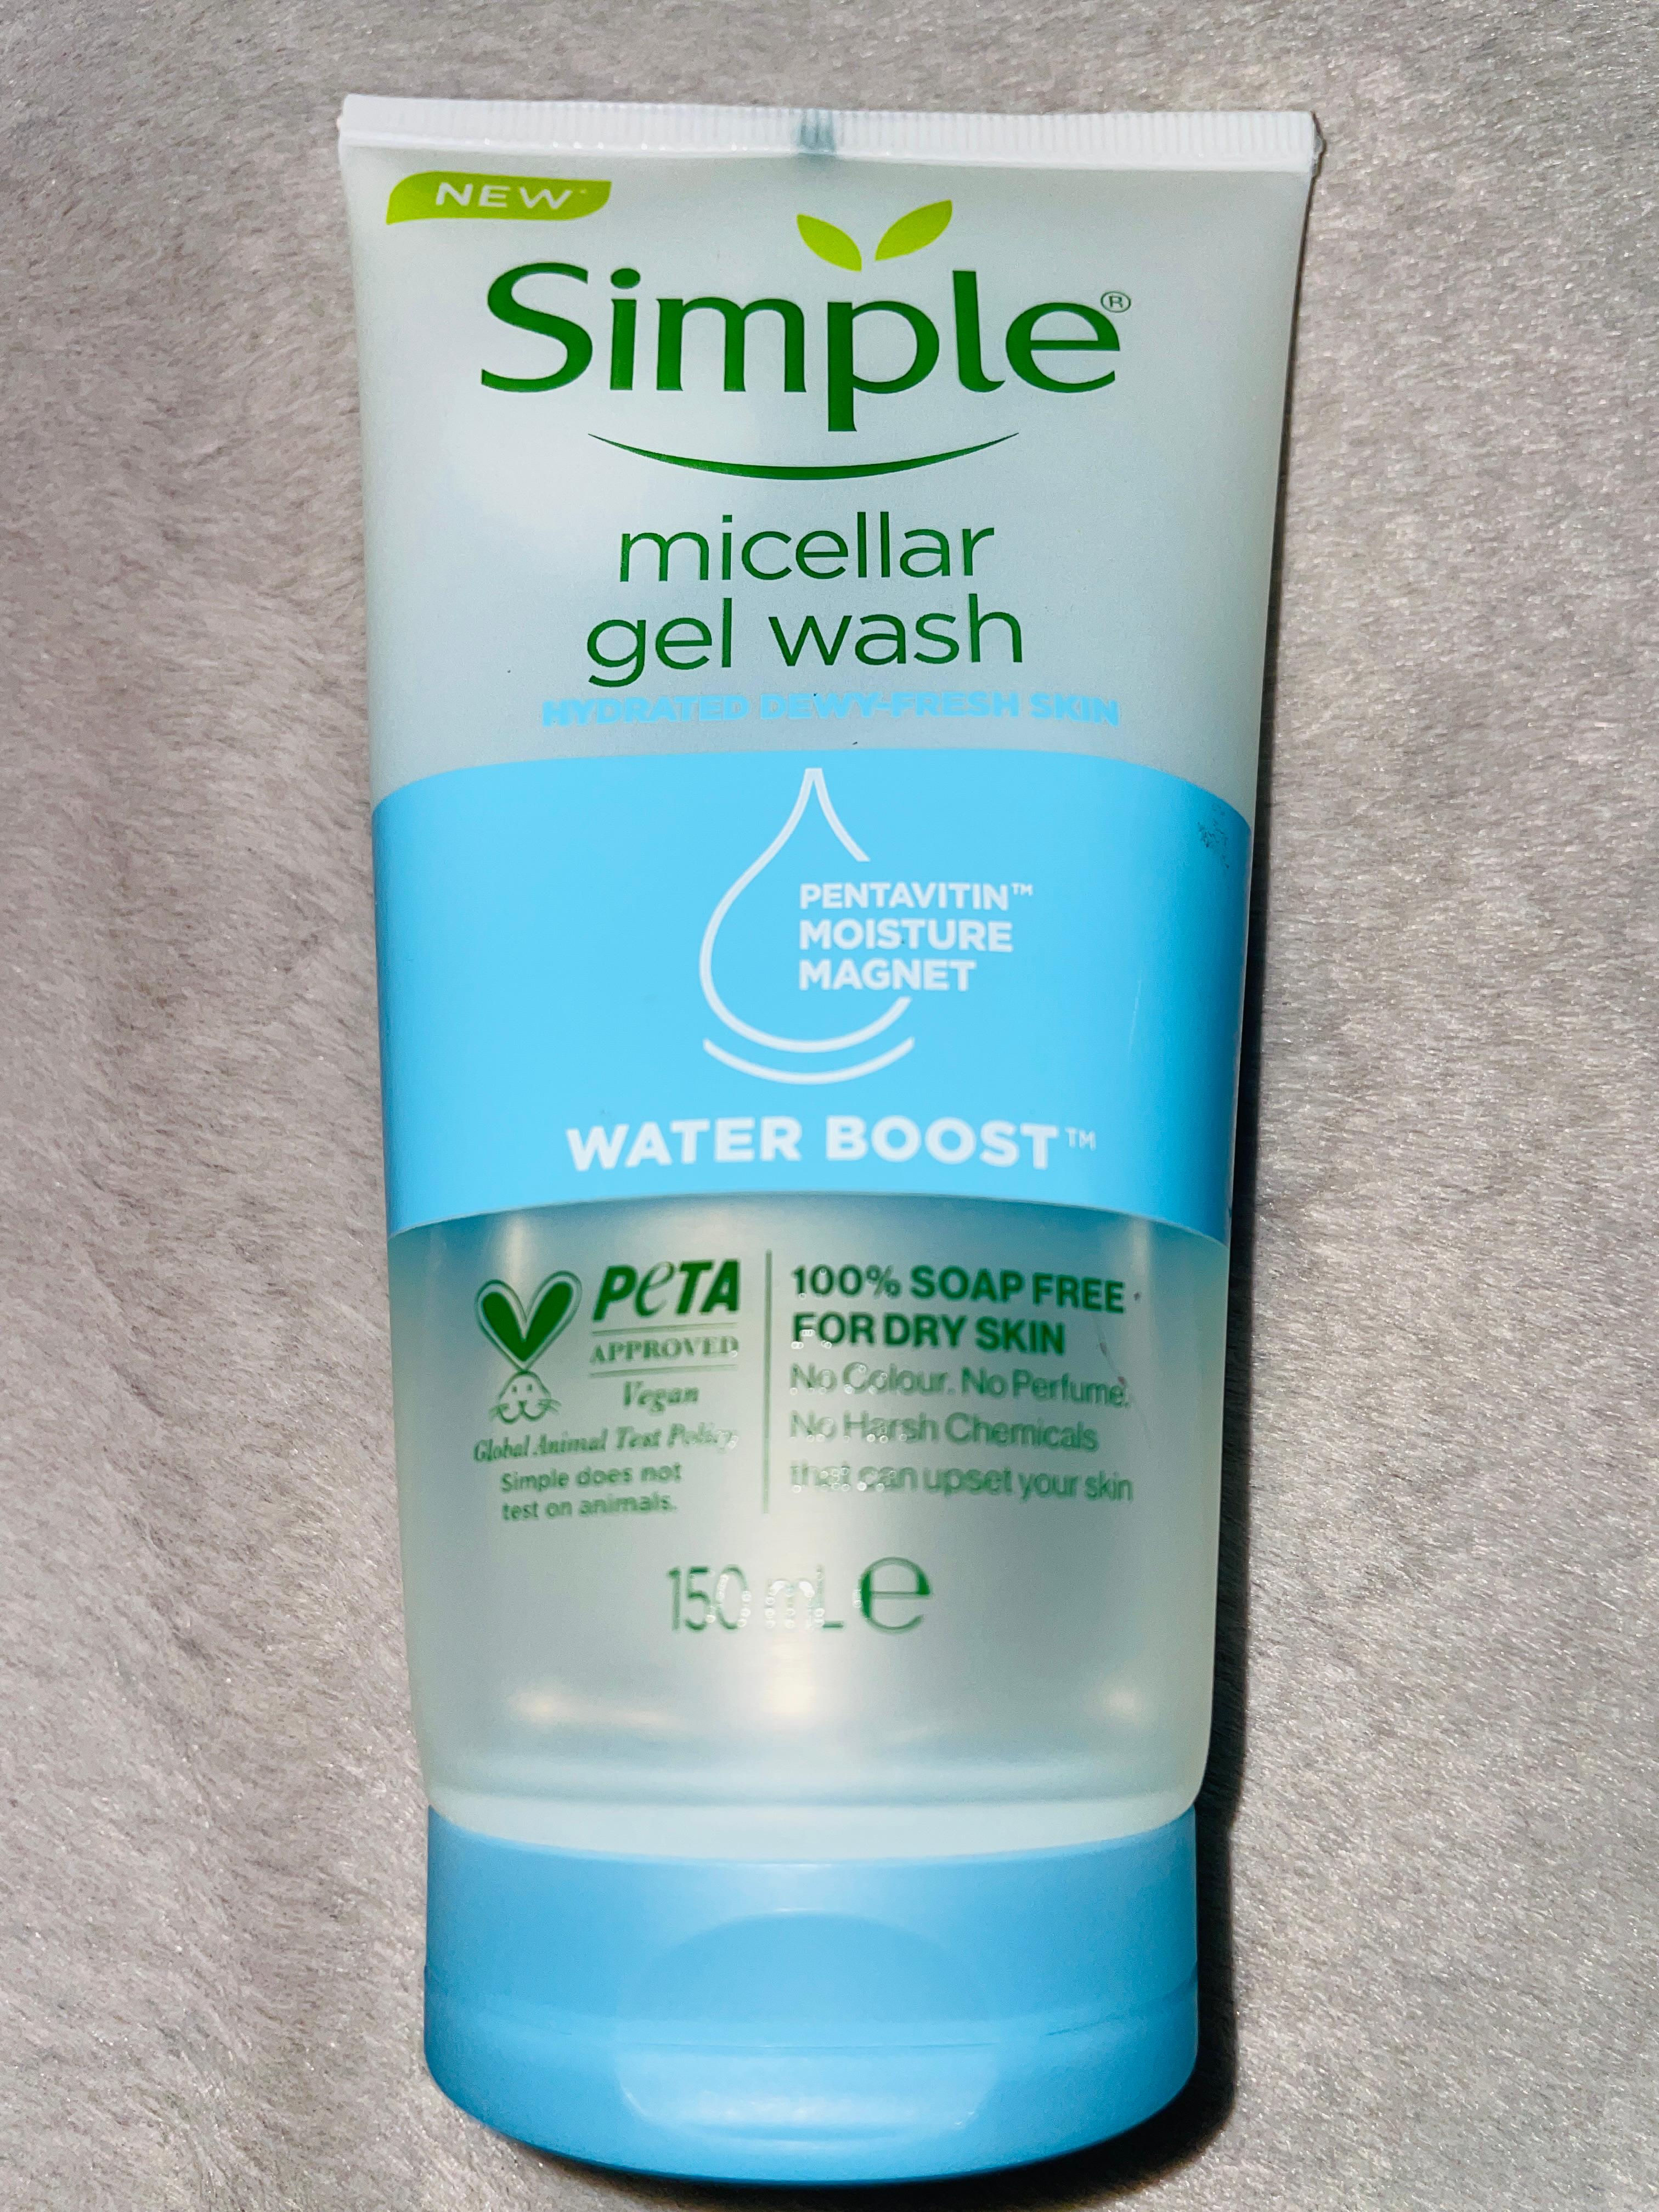 NEW*
Simple®
micellar
gel wash
HYDRATED DEWY-FRESH SKIN
PENTAVITIN™
MOISTURE
MAGNET
WATER BOOST™
PETA
APPROVED
Vegan
Global Animal Test Policy
Simple does not
test on animals.
100% SOAP FREE
FOR DRY SKIN
No Colour. No Perfume.
No Harsh Chemicals
that can upset your skin
150 mL ℮